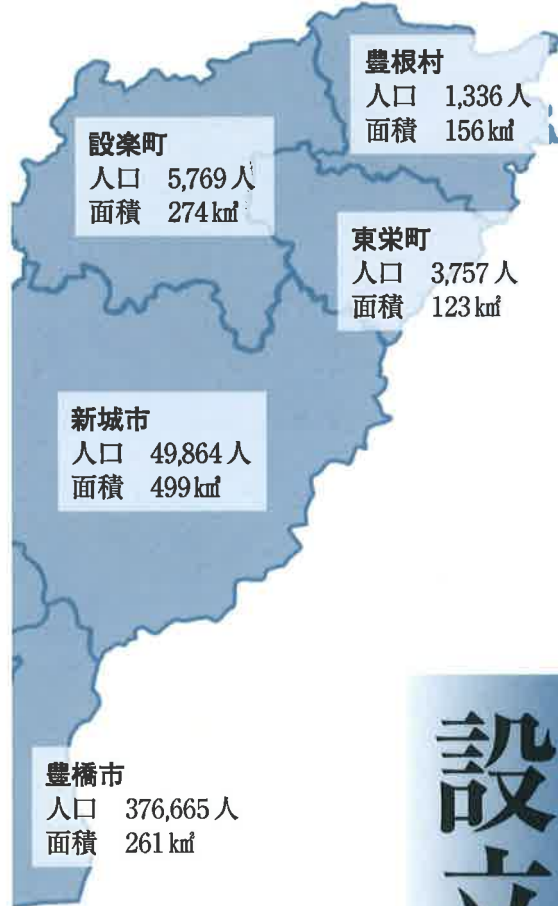 豊根村
人口 1,336人
面積 156㎢
設楽町
人口 5,769人
面積 274㎢
東栄町
人口 3,757人
面積 123㎢
新城市
人口 49,864人
面積 499㎢
豊橋市
人口 376,665人
面積 261㎢
設立